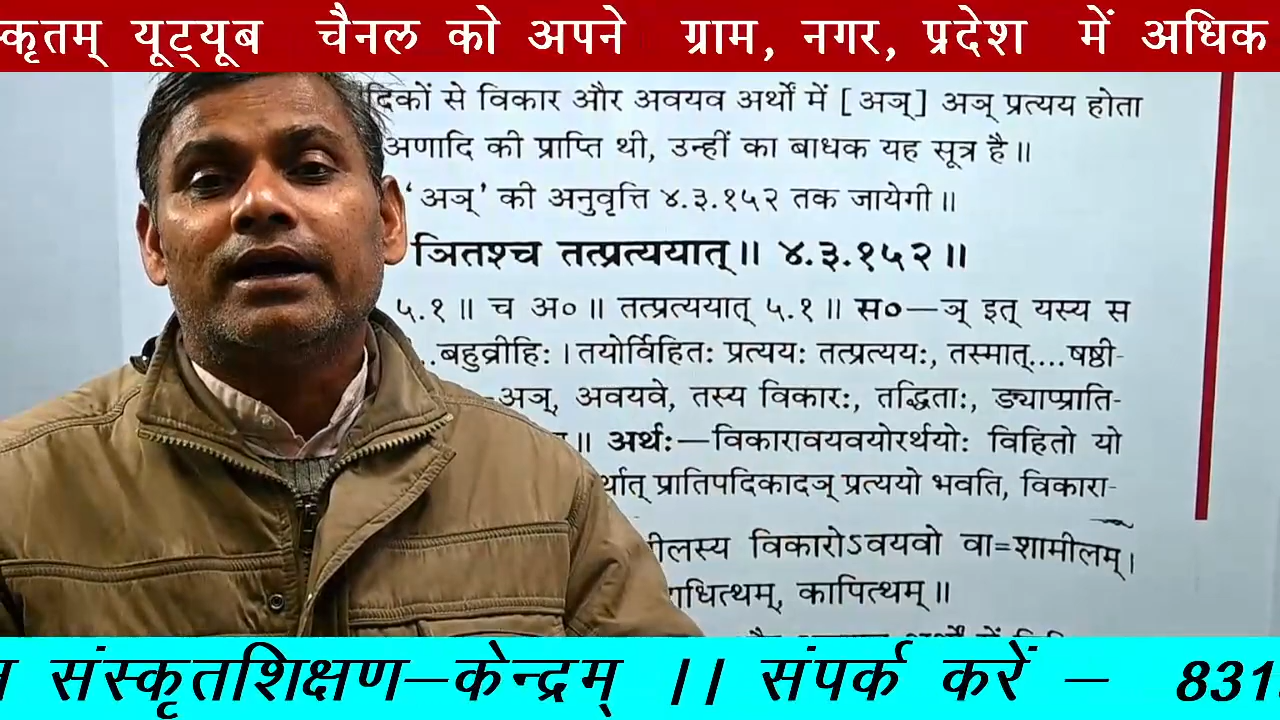 कृतम् यूट्यूब चैनल को अपने ग्राम, नगर, प्रदेश में अधिक
दिकों से विकार और अवयव अर्थों में [अञ्] अञ् प्रत्यय होता
अणादि की प्राप्ति थी, उन्हीं का बाधक यह सूत्र है॥
'अञ्' की अनुवृत्ति ४.३.१५२ तक जायेगी॥
ञितश्च तत्प्रत्ययात्॥ ४.३.१५२॥
५.१॥ च अ०॥ तत्प्रत्ययात् ५.१॥ स०—ञ् इत् यस्य स
..बहुव्रीहिः। तयोर्विहितः प्रत्ययः तत्प्रत्ययः, तस्मात्....षष्ठी-
-अञ्, अवयवे, तस्य विकारः, तद्धिताः, ङ्याप्प्राति-
॥ अर्थः—विकारावयवयोरर्थयोः विहितो यो
र्थात् प्रातिपदिकादञ् प्रत्ययो भवति, विकारा-
मीलस्य विकारोऽवयवो वा=शामीलम्।
ाधित्थम्, कापित्थम्॥
संस्कृतशिक्षण—केन्द्रम् || संपर्क करें — 831